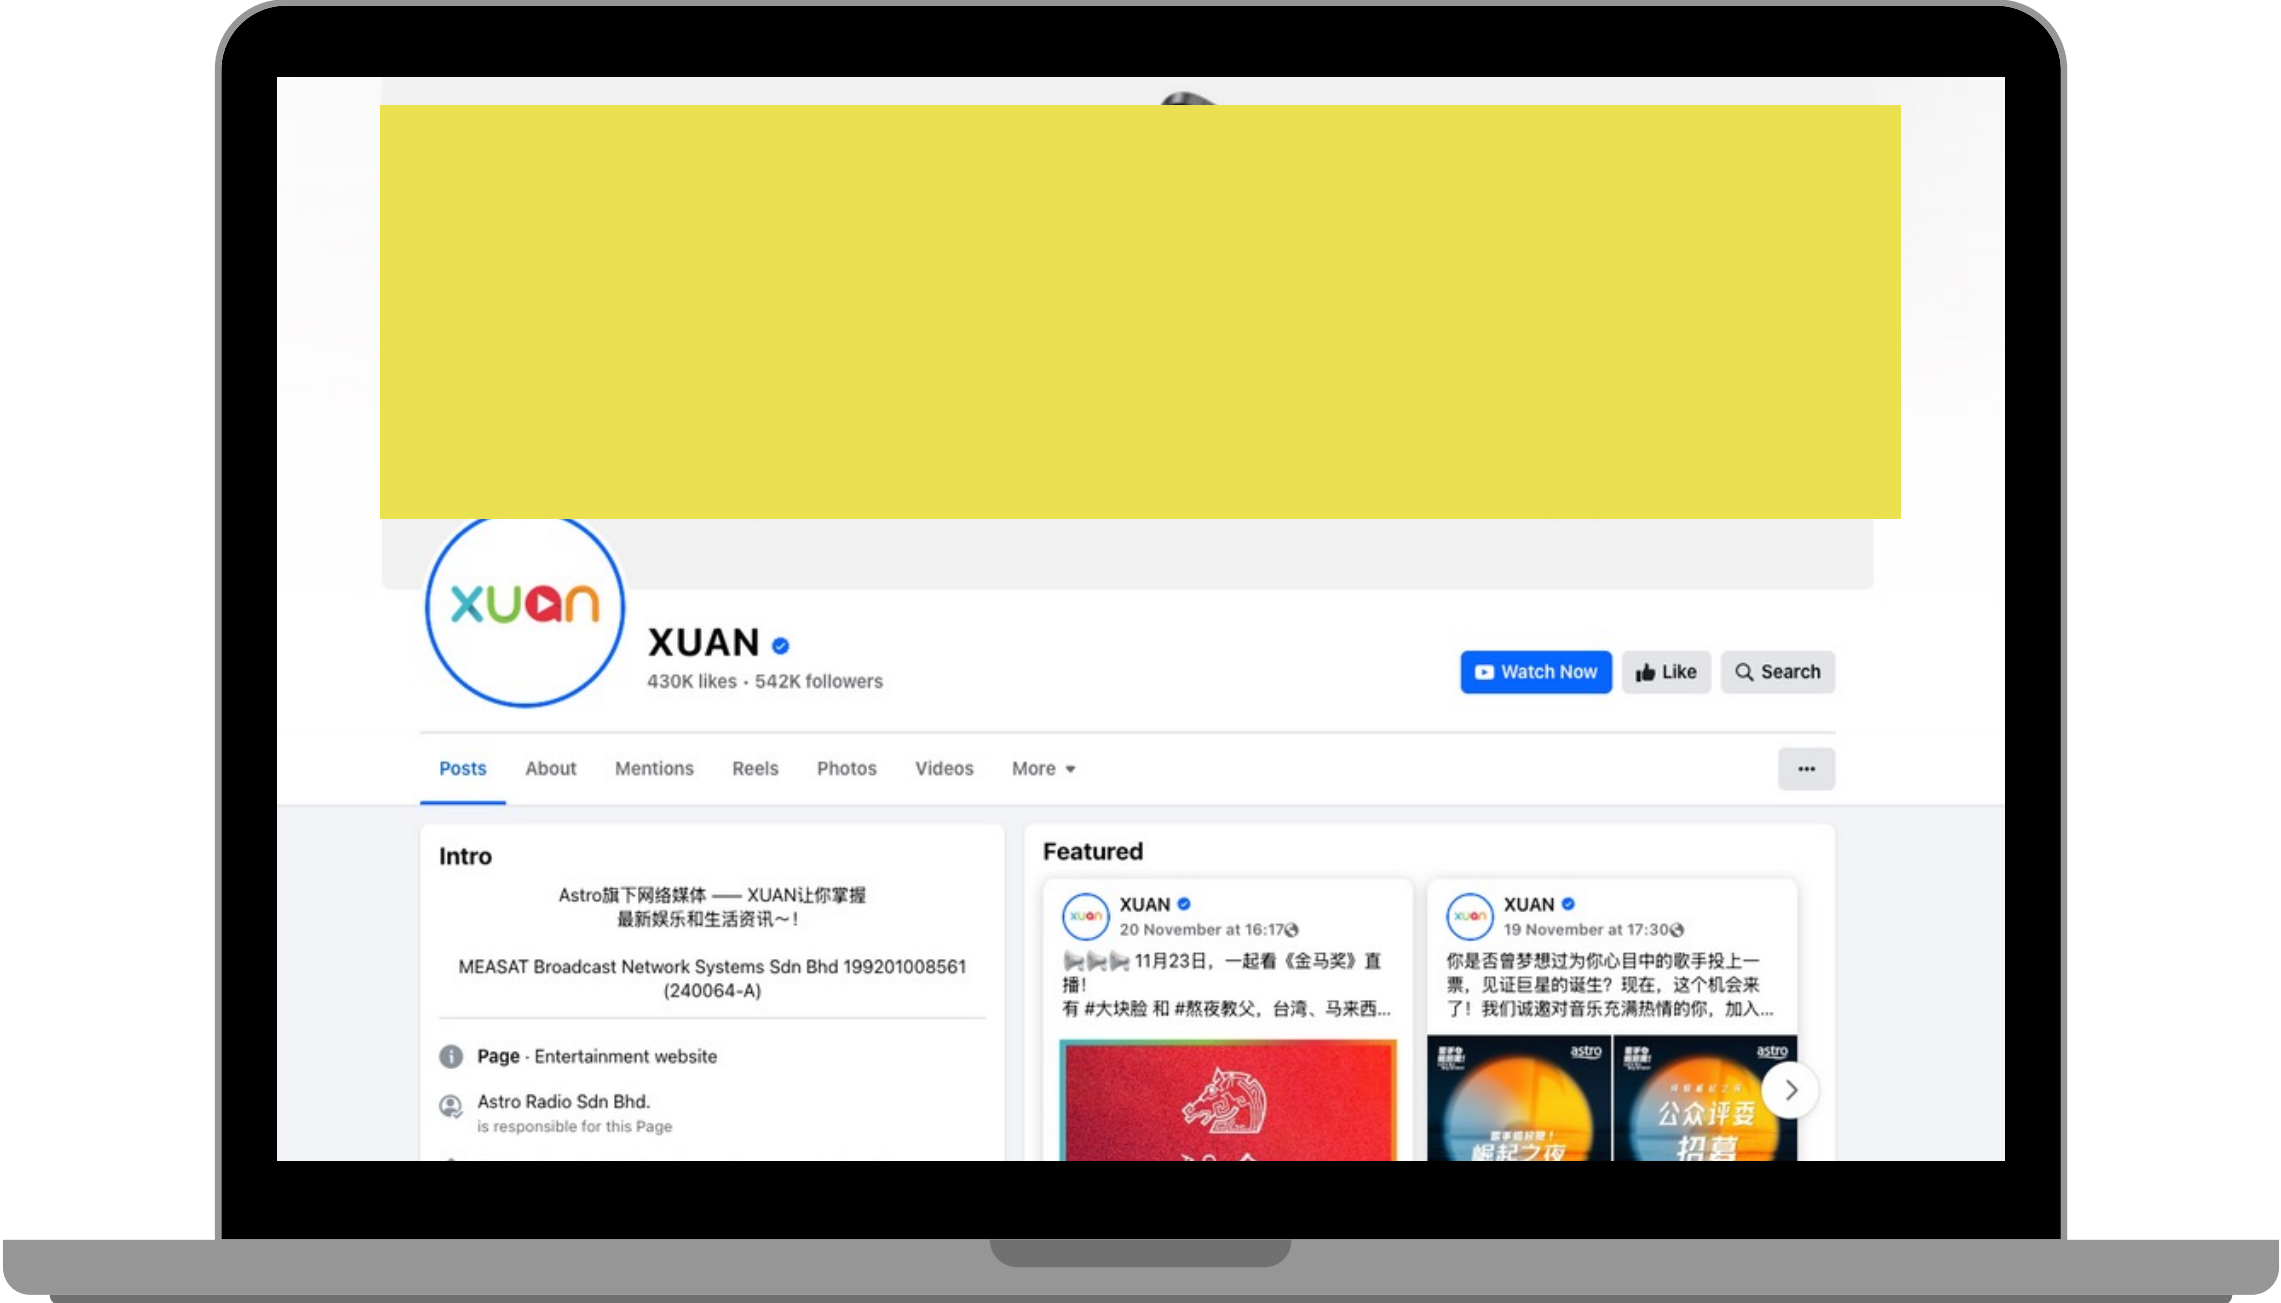 xuan
XUAN
430K likes · 542K followers
Watch Now
Like
Search
Posts
About
Mentions
Reels
Photos
Videos
More
Intro
Astro旗下网络媒体 —— XUAN让你掌握
最新娱乐和生活资讯～！
MEASAT Broadcast Network Systems Sdn Bhd 199201008561
(240064-A)
Page · Entertainment website
Astro Radio Sdn Bhd.
is responsible for this Page
Featured
xuan
XUAN
20 November at 16:17
11月23日，一起看《金马奖》直
播！
有 #大块脸 和 #熬夜教父，台湾、马来西...
xuan
XUAN
19 November at 17:30
你是否曾梦想过为你心目中的歌手投上一
票，见证巨星的诞生？现在，这个机会来
了！我们诚邀对音乐充满热情的你，加入...
astro
崛起之夜
astro
公众评委
招募